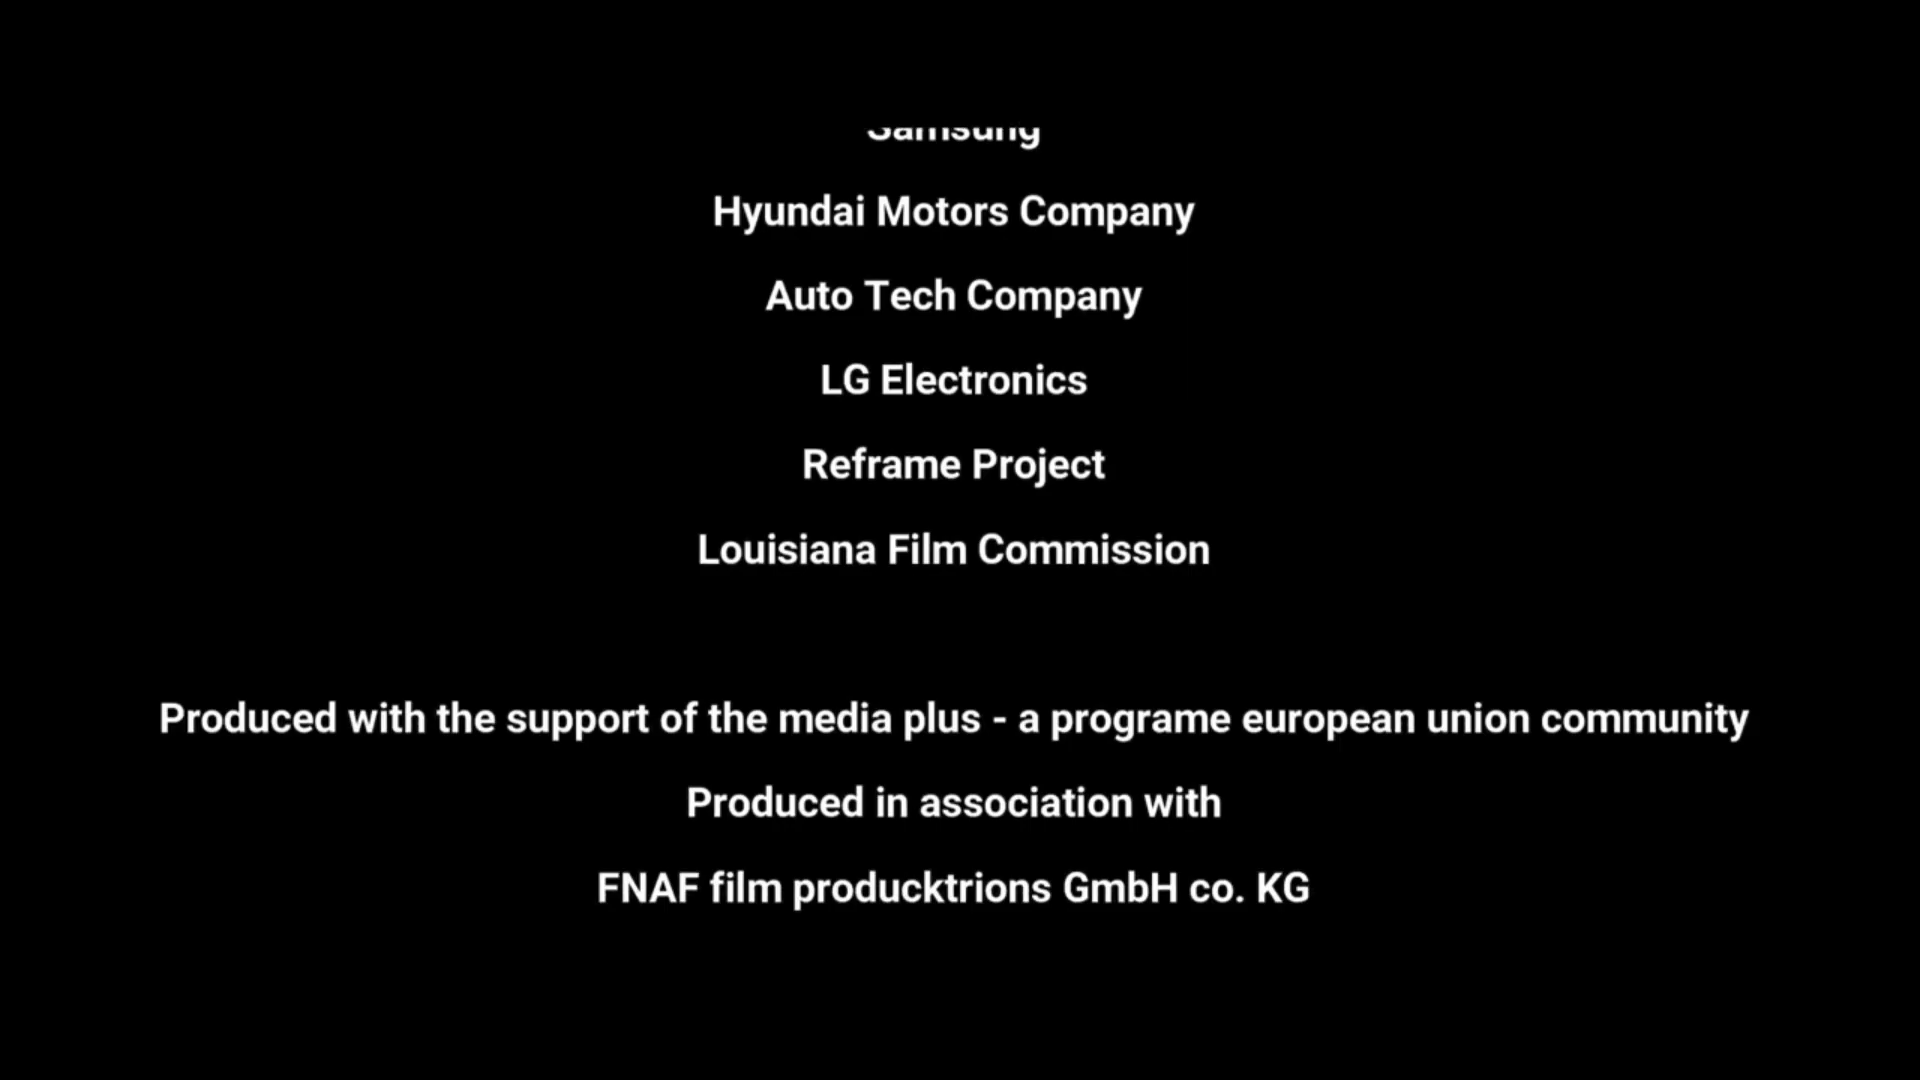 Samsung
Hyundai Motors Company
Auto Tech Company
LG Electronics
Reframe Project
Louisiana Film Commission
Produced with the support of the media plus - a programe european union community
Produced in association with
FNAF film producktrions GmbH co. KG